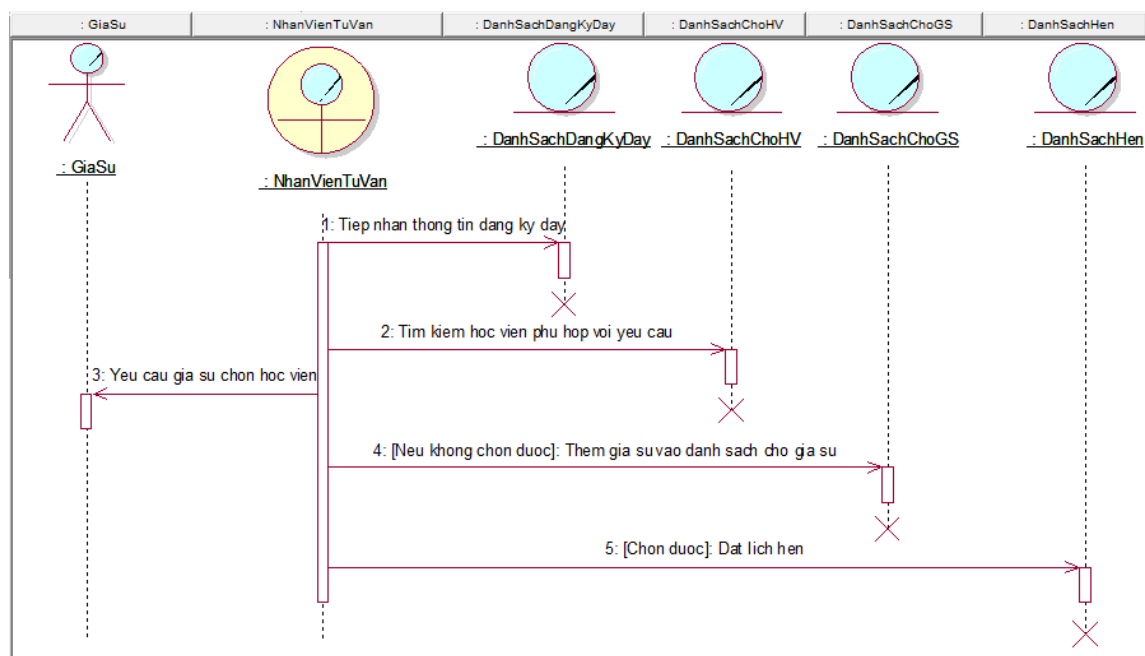 : GiaSu
: NhanVienTuVan
: DanhSachDangKyDay
: DanhSachChoHV
: DanhSachChoGS
: DanhSachHen
: GiaSu
: NhanVienTuVan
: DanhSachDangKyDay
: DanhSachChoHV
: DanhSachChoGS
: DanhSachHen
1: Tiep nhan thong tin dang ky day
2: Tim kiem hoc vien phu hop voi yeu cau
3: Yeu cau gia su chon hoc vien
4: [Neu khong chon duoc]: Them gia su vao danh sach cho gia su
5: [Chon duoc]: Dat lich hen